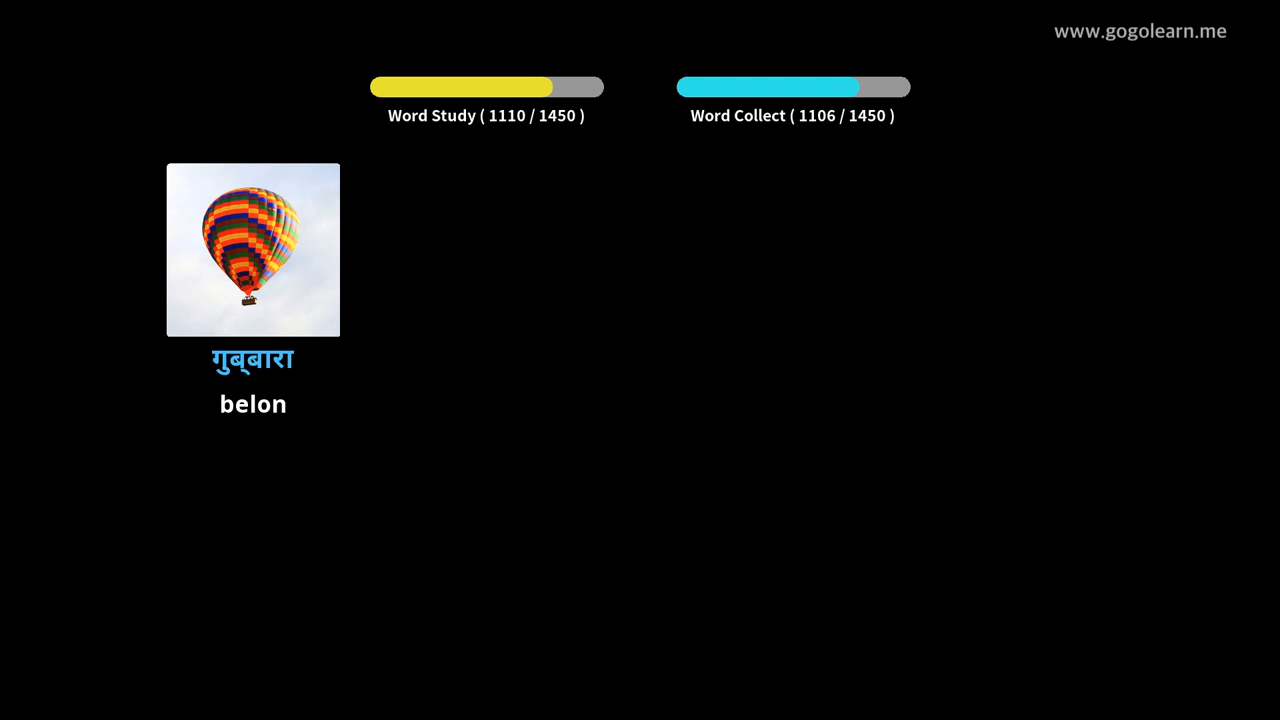 www.gogolearn.me
Word Study ( 1110 / 1450 )
Word Collect ( 1106 / 1450 )
गुब्बारा
belon